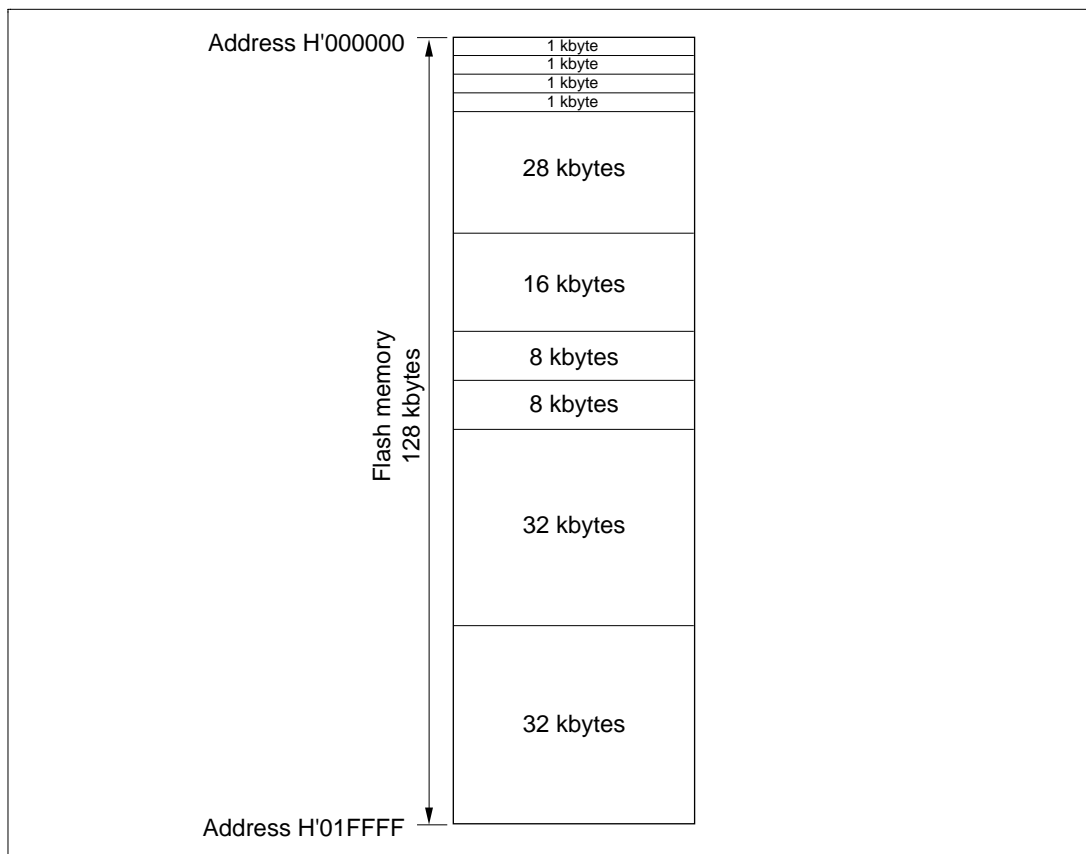 Address H'000000
1 kbyte
1 kbyte
1 kbyte
1 kbyte
28 kbytes
16 kbytes
8 kbytes
8 kbytes
Flash memory
128 kbytes
32 kbytes
32 kbytes
Address H'01FFFF